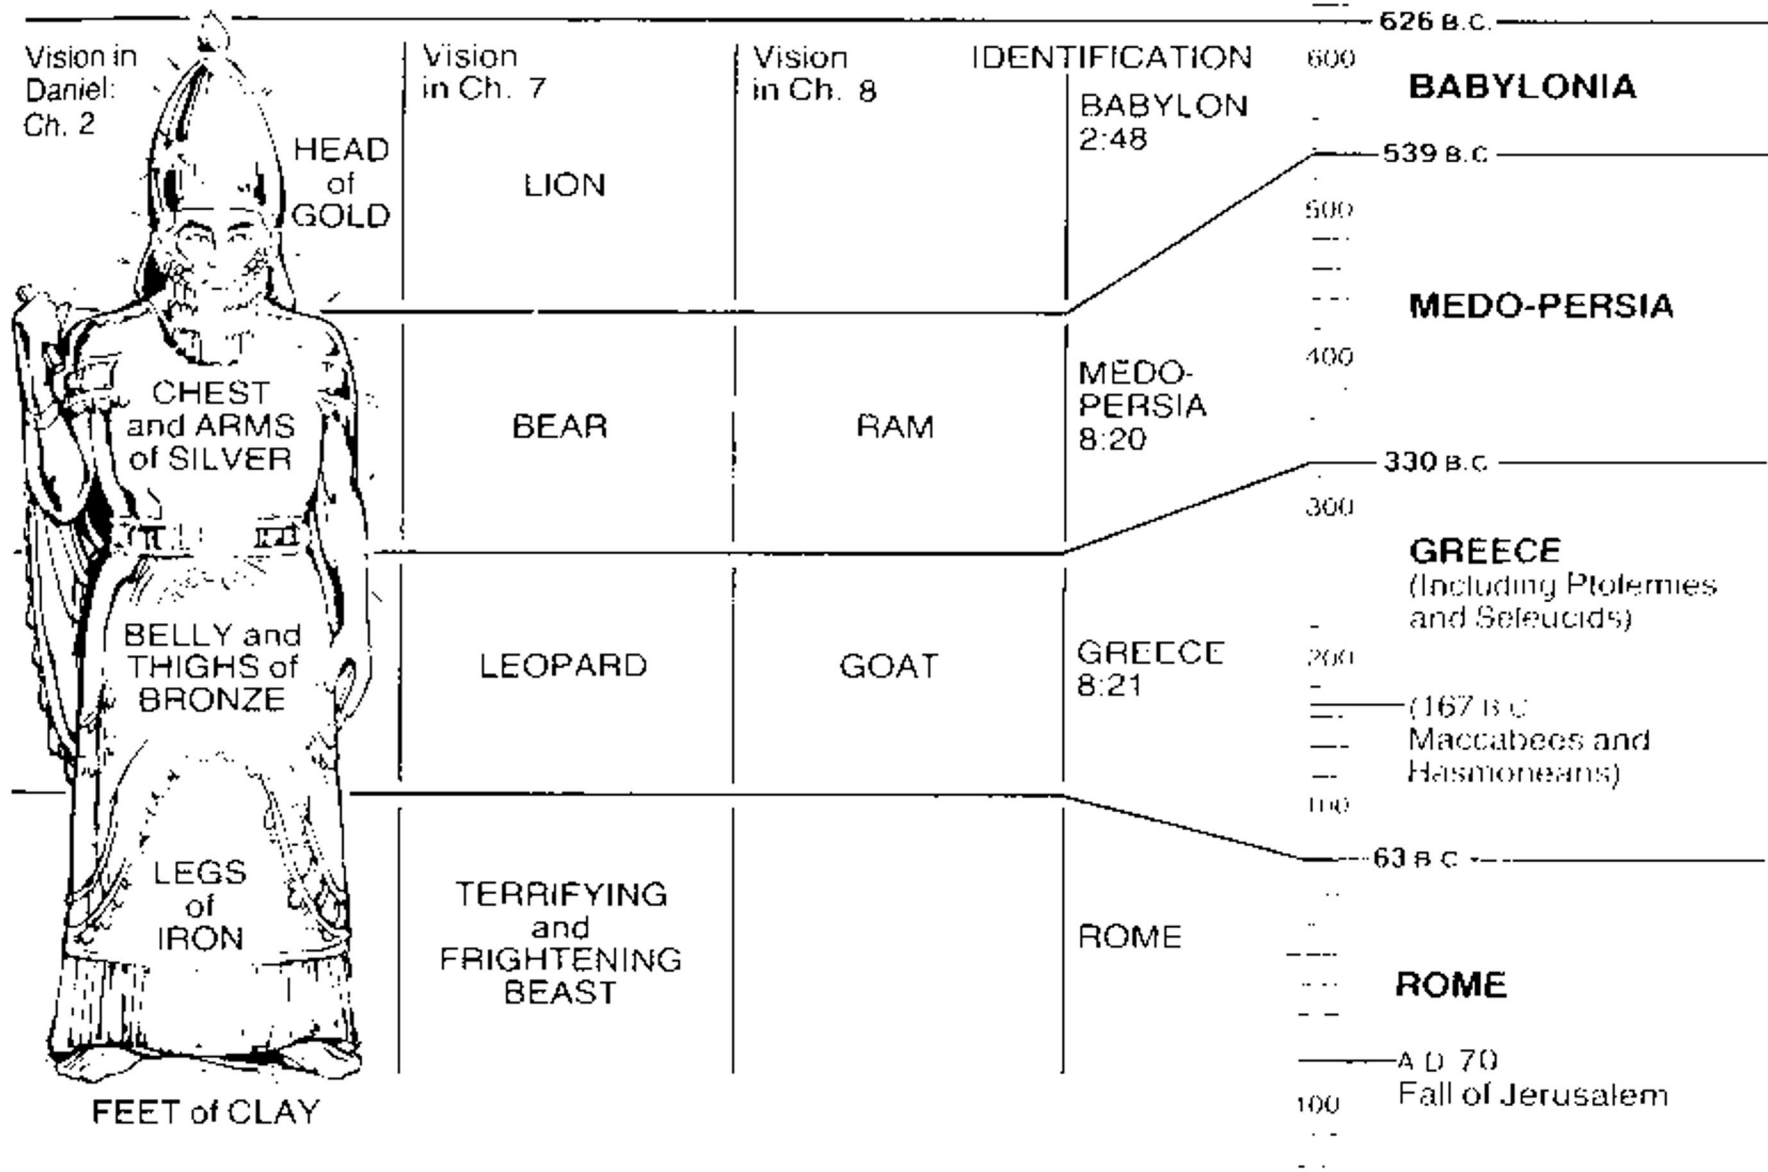 Vision in
Daniel:
Ch. 2
HEAD
of
GOLD
CHEST
and ARMS
of SILVER
BELLY and
THIGHS of
BRONZE
LEGS
of
IRON
FEET of CLAY
Vision
in Ch. 7
LION
BEAR
LEOPARD
TERRIFYING
and
FRIGHTENING
BEAST
Vision
in Ch. 8
RAM
GOAT
IDENTIFICATION
BABYLON
2:48
MEDO-
PERSIA
8:20
GREECE
8:21
ROME
626 B.C.
600
BABYLONIA
539 B.C
500
MEDO-PERSIA
400
330 B.C
300
GREECE
(Including Ptolemies
and Seleucids)
200
(167 B.C
Maccabees and
Hasmoneans)
100
63 B C
ROME
A D 70
Fall of Jerusalem
100